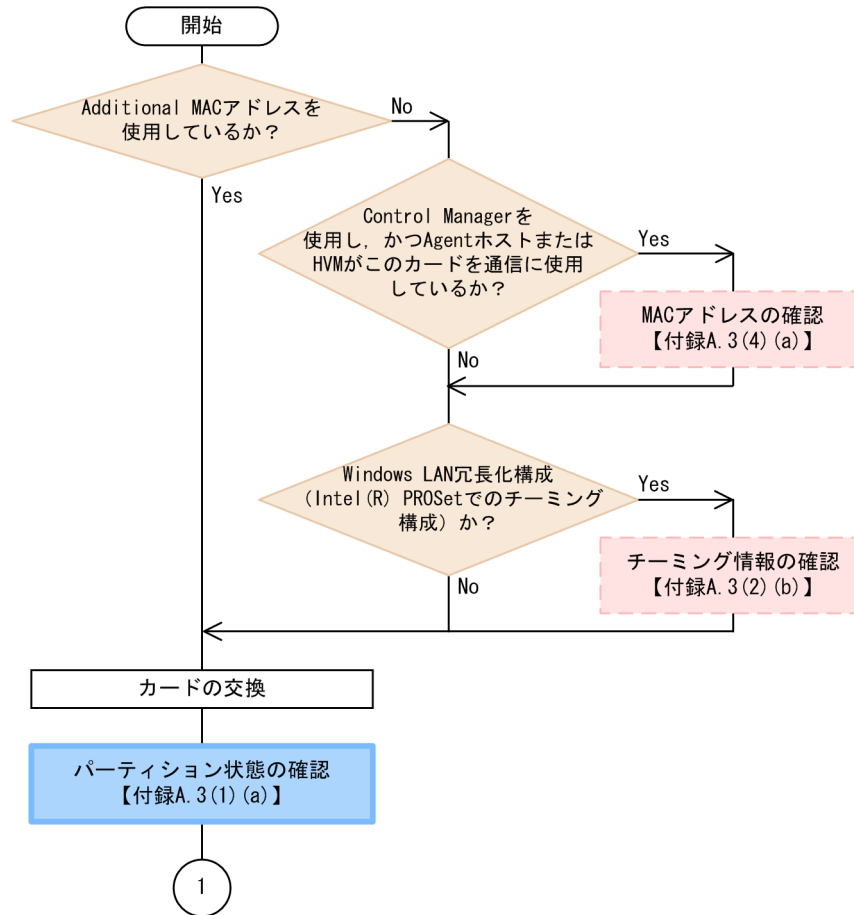 開始
Additional MACアドレスを
使用しているか？
No
Yes
Control Managerを
使用し，かつAgentホストまたは
HVMがこのカードを通信に使用
しているか？
Yes
MACアドレスの確認
【付録A.3(4)(a)】
No
Windows LAN冗長化構成
（Intel(R) PROSetでのチーミング
構成）か？
Yes
チーミング情報の確認
【付録A.3(2)(b)】
No
カードの交換
パーティション状態の確認
【付録A.3(1)(a)】
1